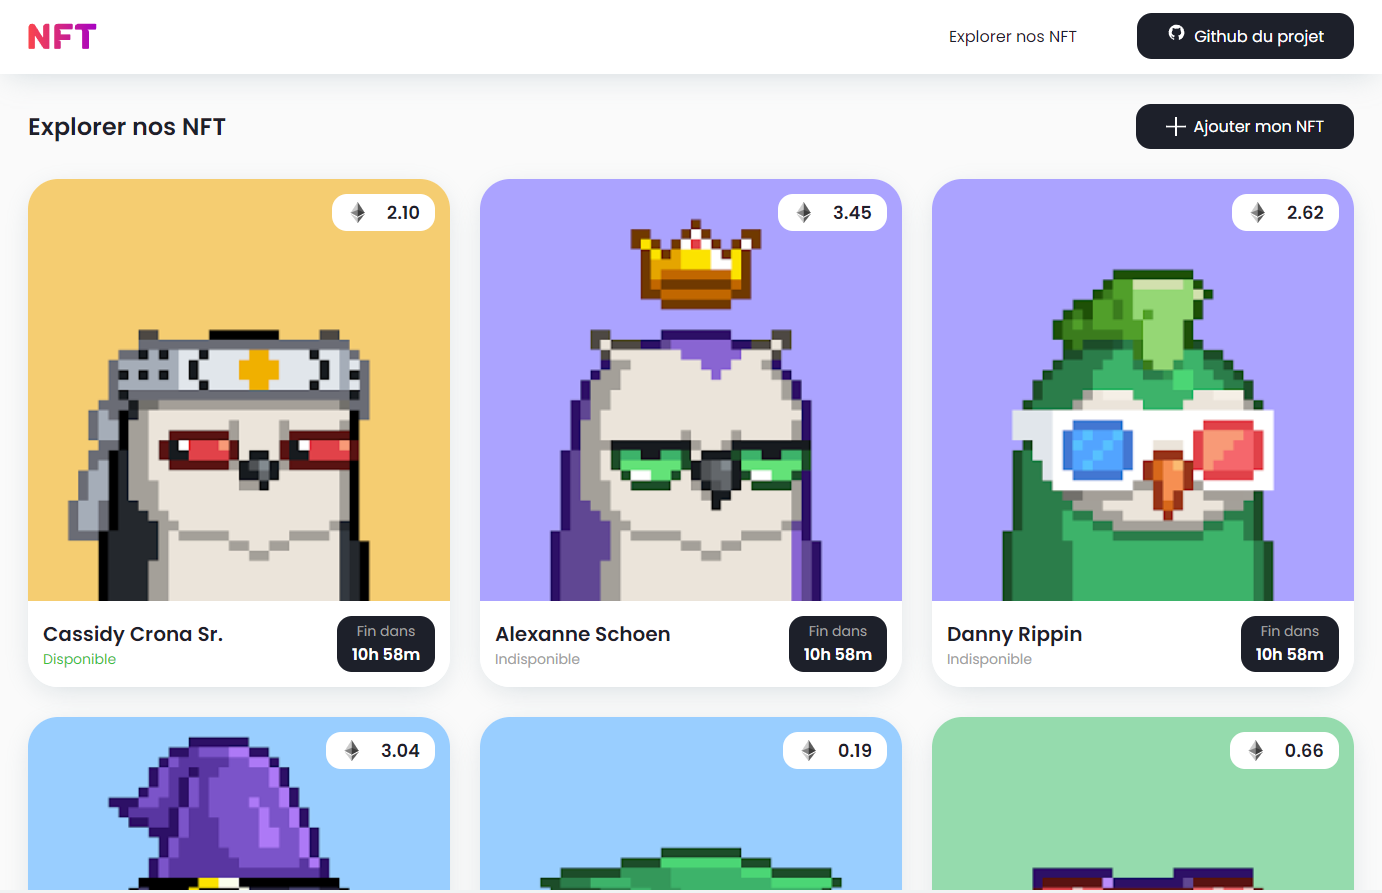 NFT
Explorer nos NFT
Github du projet
Explorer nos NFT
Ajouter mon NFT
2.10
3.45
2.62
Cassidy Crona Sr.
Disponible
Fin dans
10h 58m
Alexanne Schoen
Indisponible
Fin dans
10h 58m
Danny Rippin
Indisponible
Fin dans
10h 58m
3.04
0.19
0.66